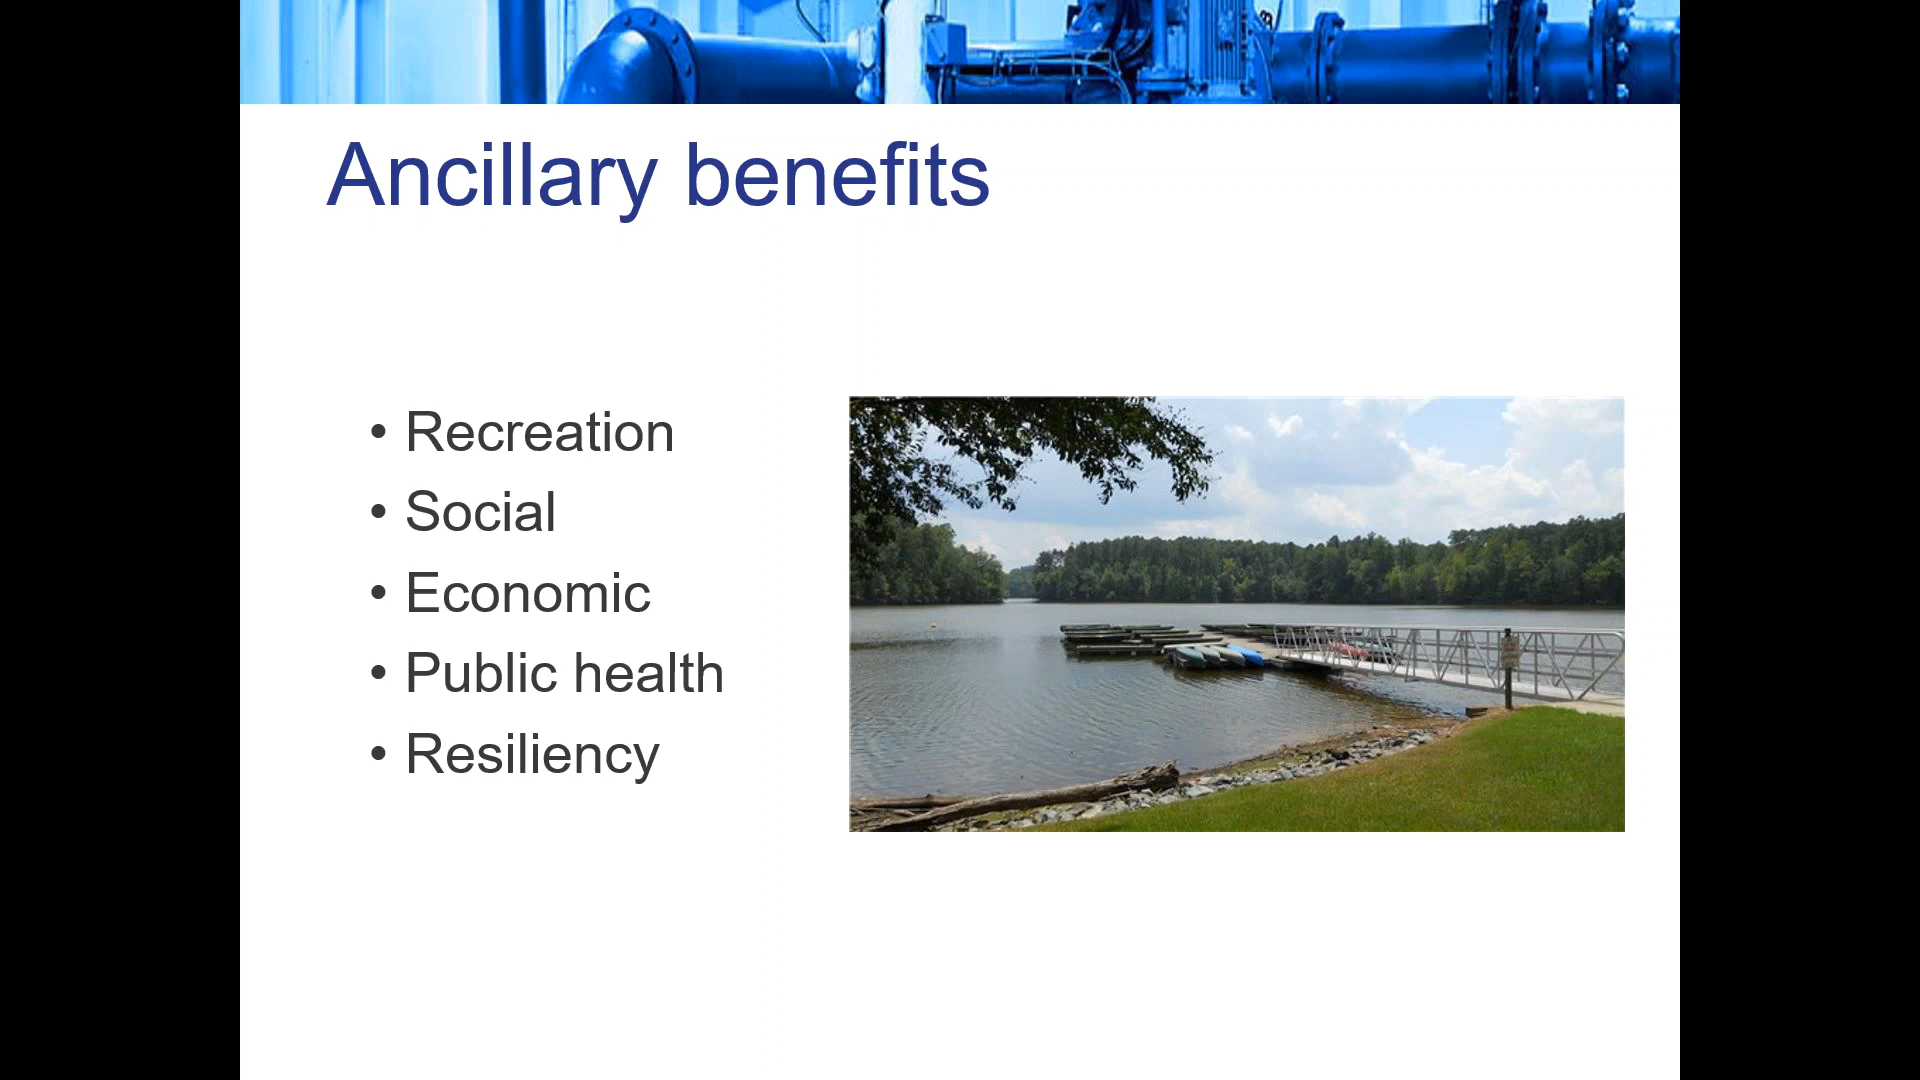 Ancillary benefits
• Recreation
• Social
• Economic
• Public health
• Resiliency